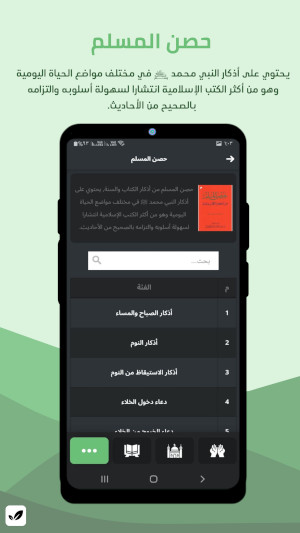 حصن المسلم
يحتوي على أذكار النبي محمد ﷺ في مختلف مواضع الحياة اليومية
وهو من أكثر الكتب الإسلامية انتشارا لسهولة أسلوبه والتزامه
بالصحيح من الأحاديث.
حصن المسلم
حصن المسلم من أذكار الكتاب والسنة، يحتوي على
أذكار النبي محمد ﷺ في مختلف مواضع الحياة
اليومية وهو من أكثر الكتب الإسلامية انتشارا
لسهولة أسلوبه والتزامه بالصحيح من الأحاديث.
بحث...
م الفئة
1 أذكار الصباح والمساء
2 أذكار النوم
3 أذكار الاستيقاظ من النوم
4 دعاء دخول الخلاء
5 دعاء الخروج من الخلاء